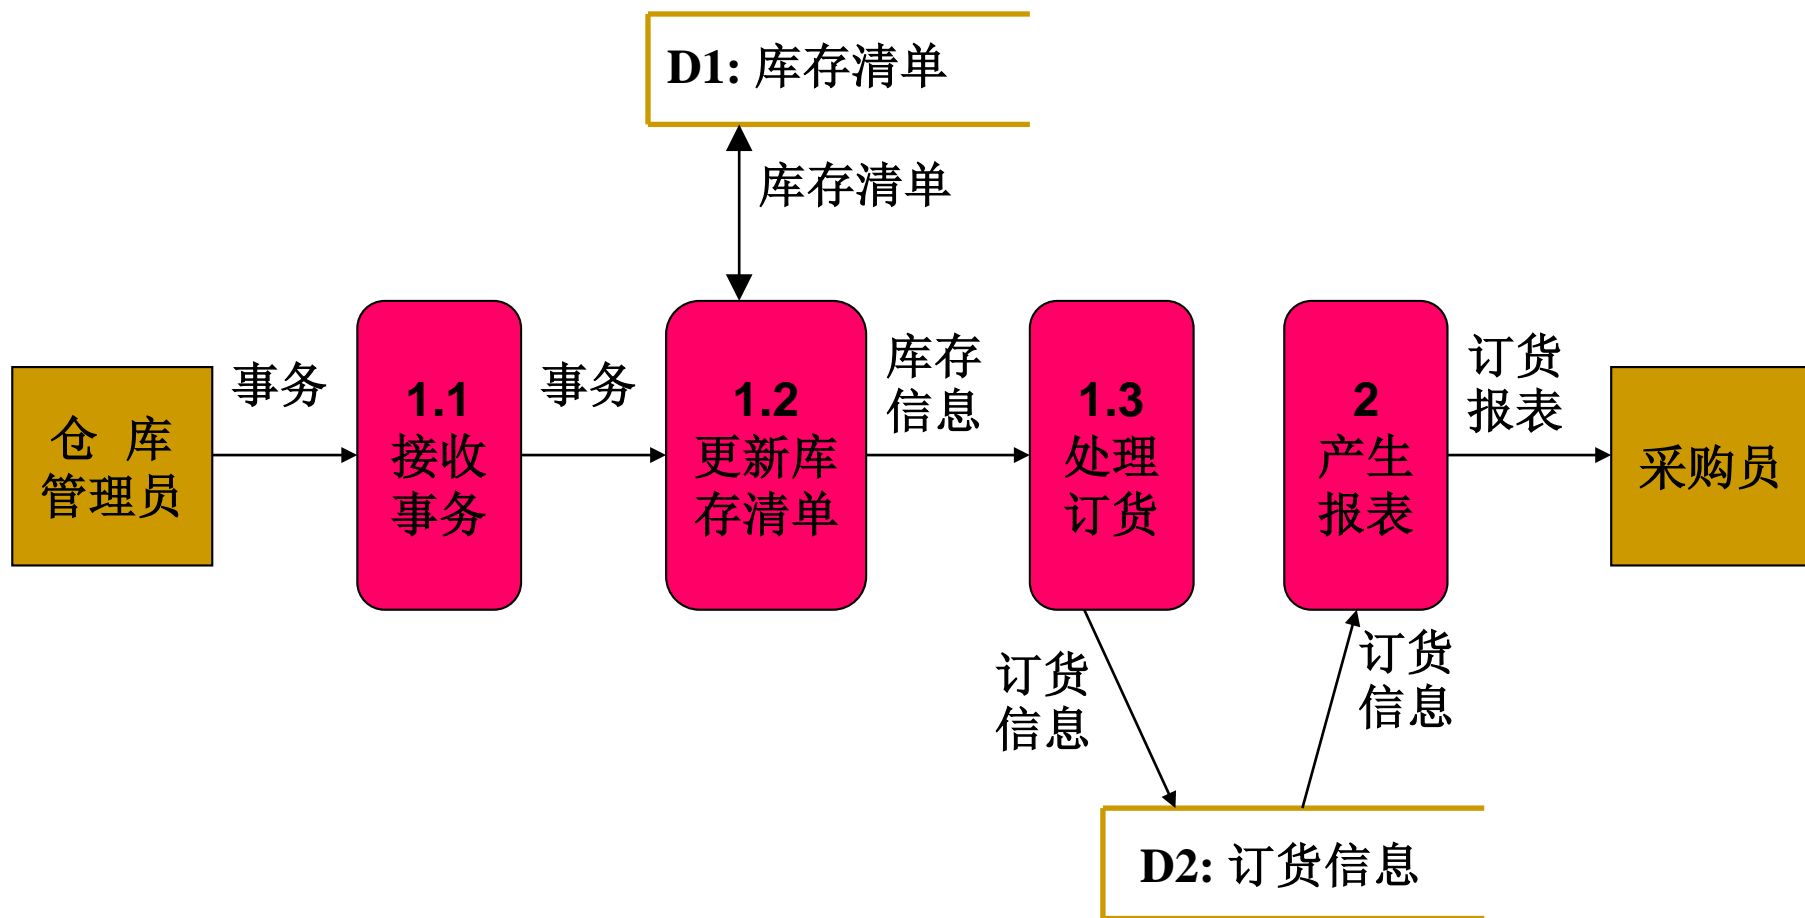 D1: 库存清单
库存清单
仓 库
管理员
事务
1.1
接收
事务
事务
1.2
更新库
存清单
库存
信息
1.3
处理
订货
2
产生
报表
订货
报表
采购员
订货
信息
订货
信息
D2: 订货信息